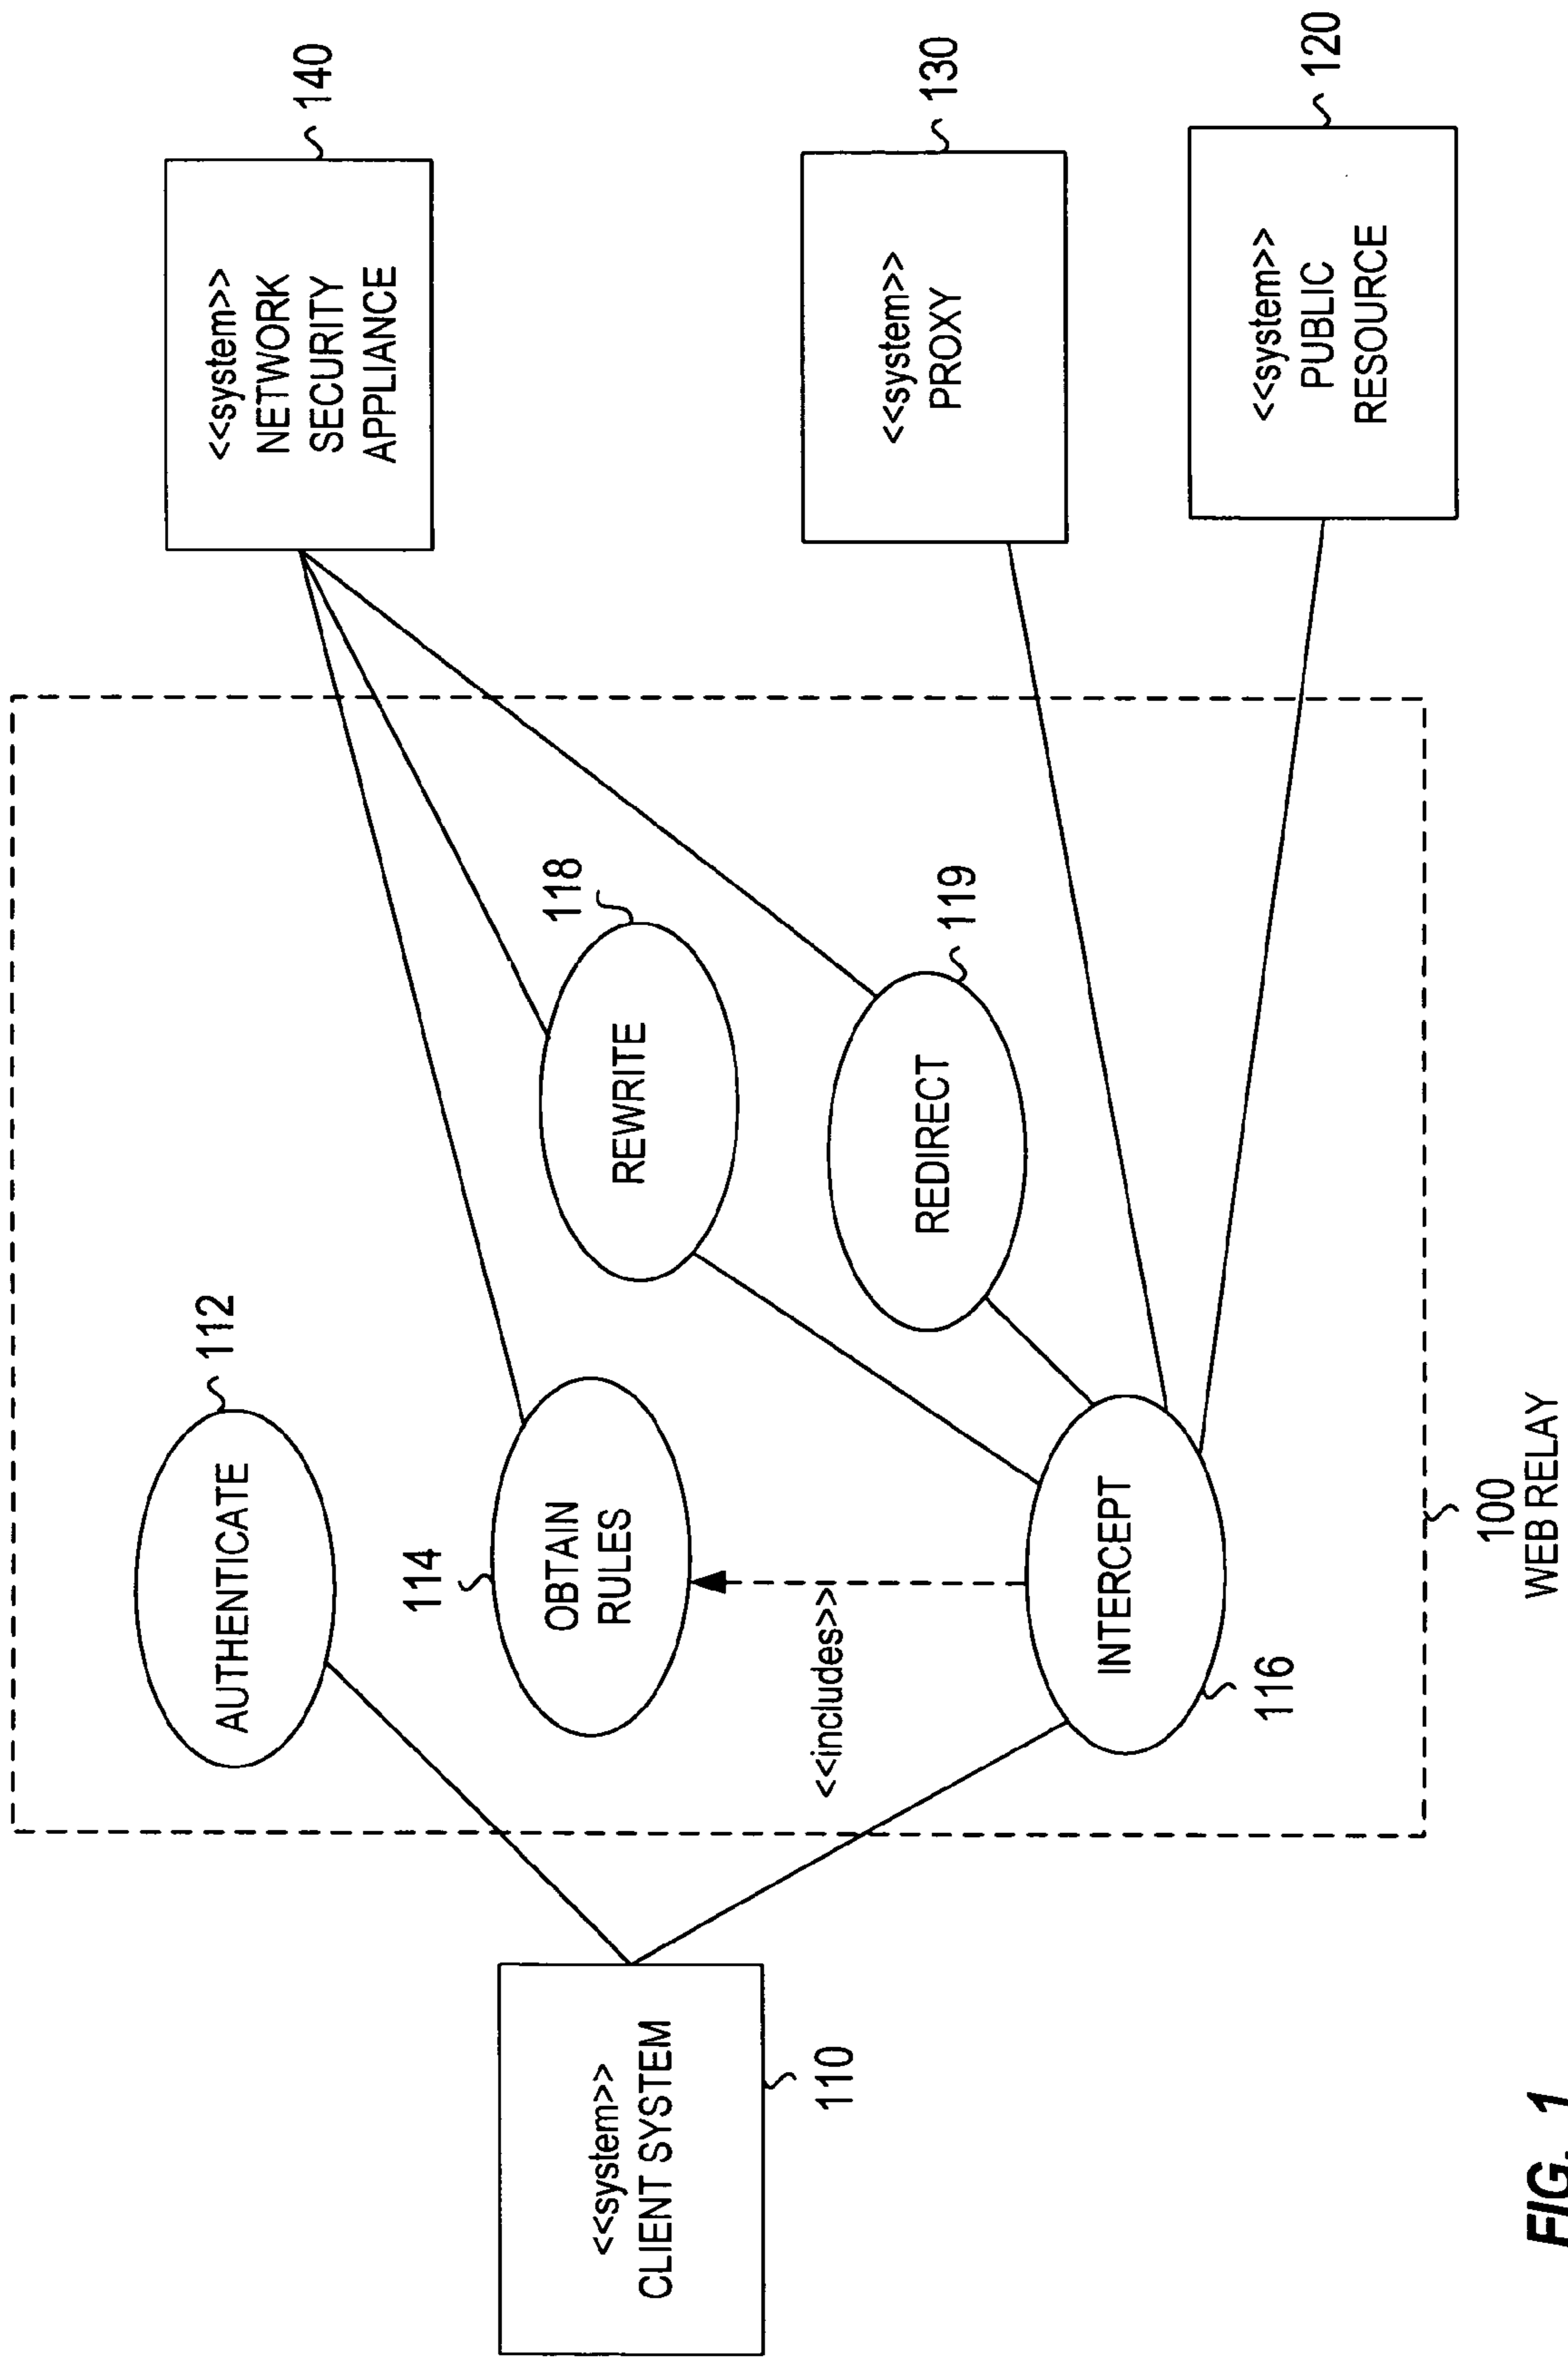 140
<<system>>
NETWORK
SECURITY
APPLIANCE
112
AUTHENTICATE
114
OBTAIN
RULES
118
REWRITE
<<system>>
CLIENT SYSTEM
110
<<includes>>
119
REDIRECT
130
<<system>>
PROXY
INTERCEPT
116
120
<<system>>
PUBLIC
RESOURCE
100
WEB RELAY
FIG. 1